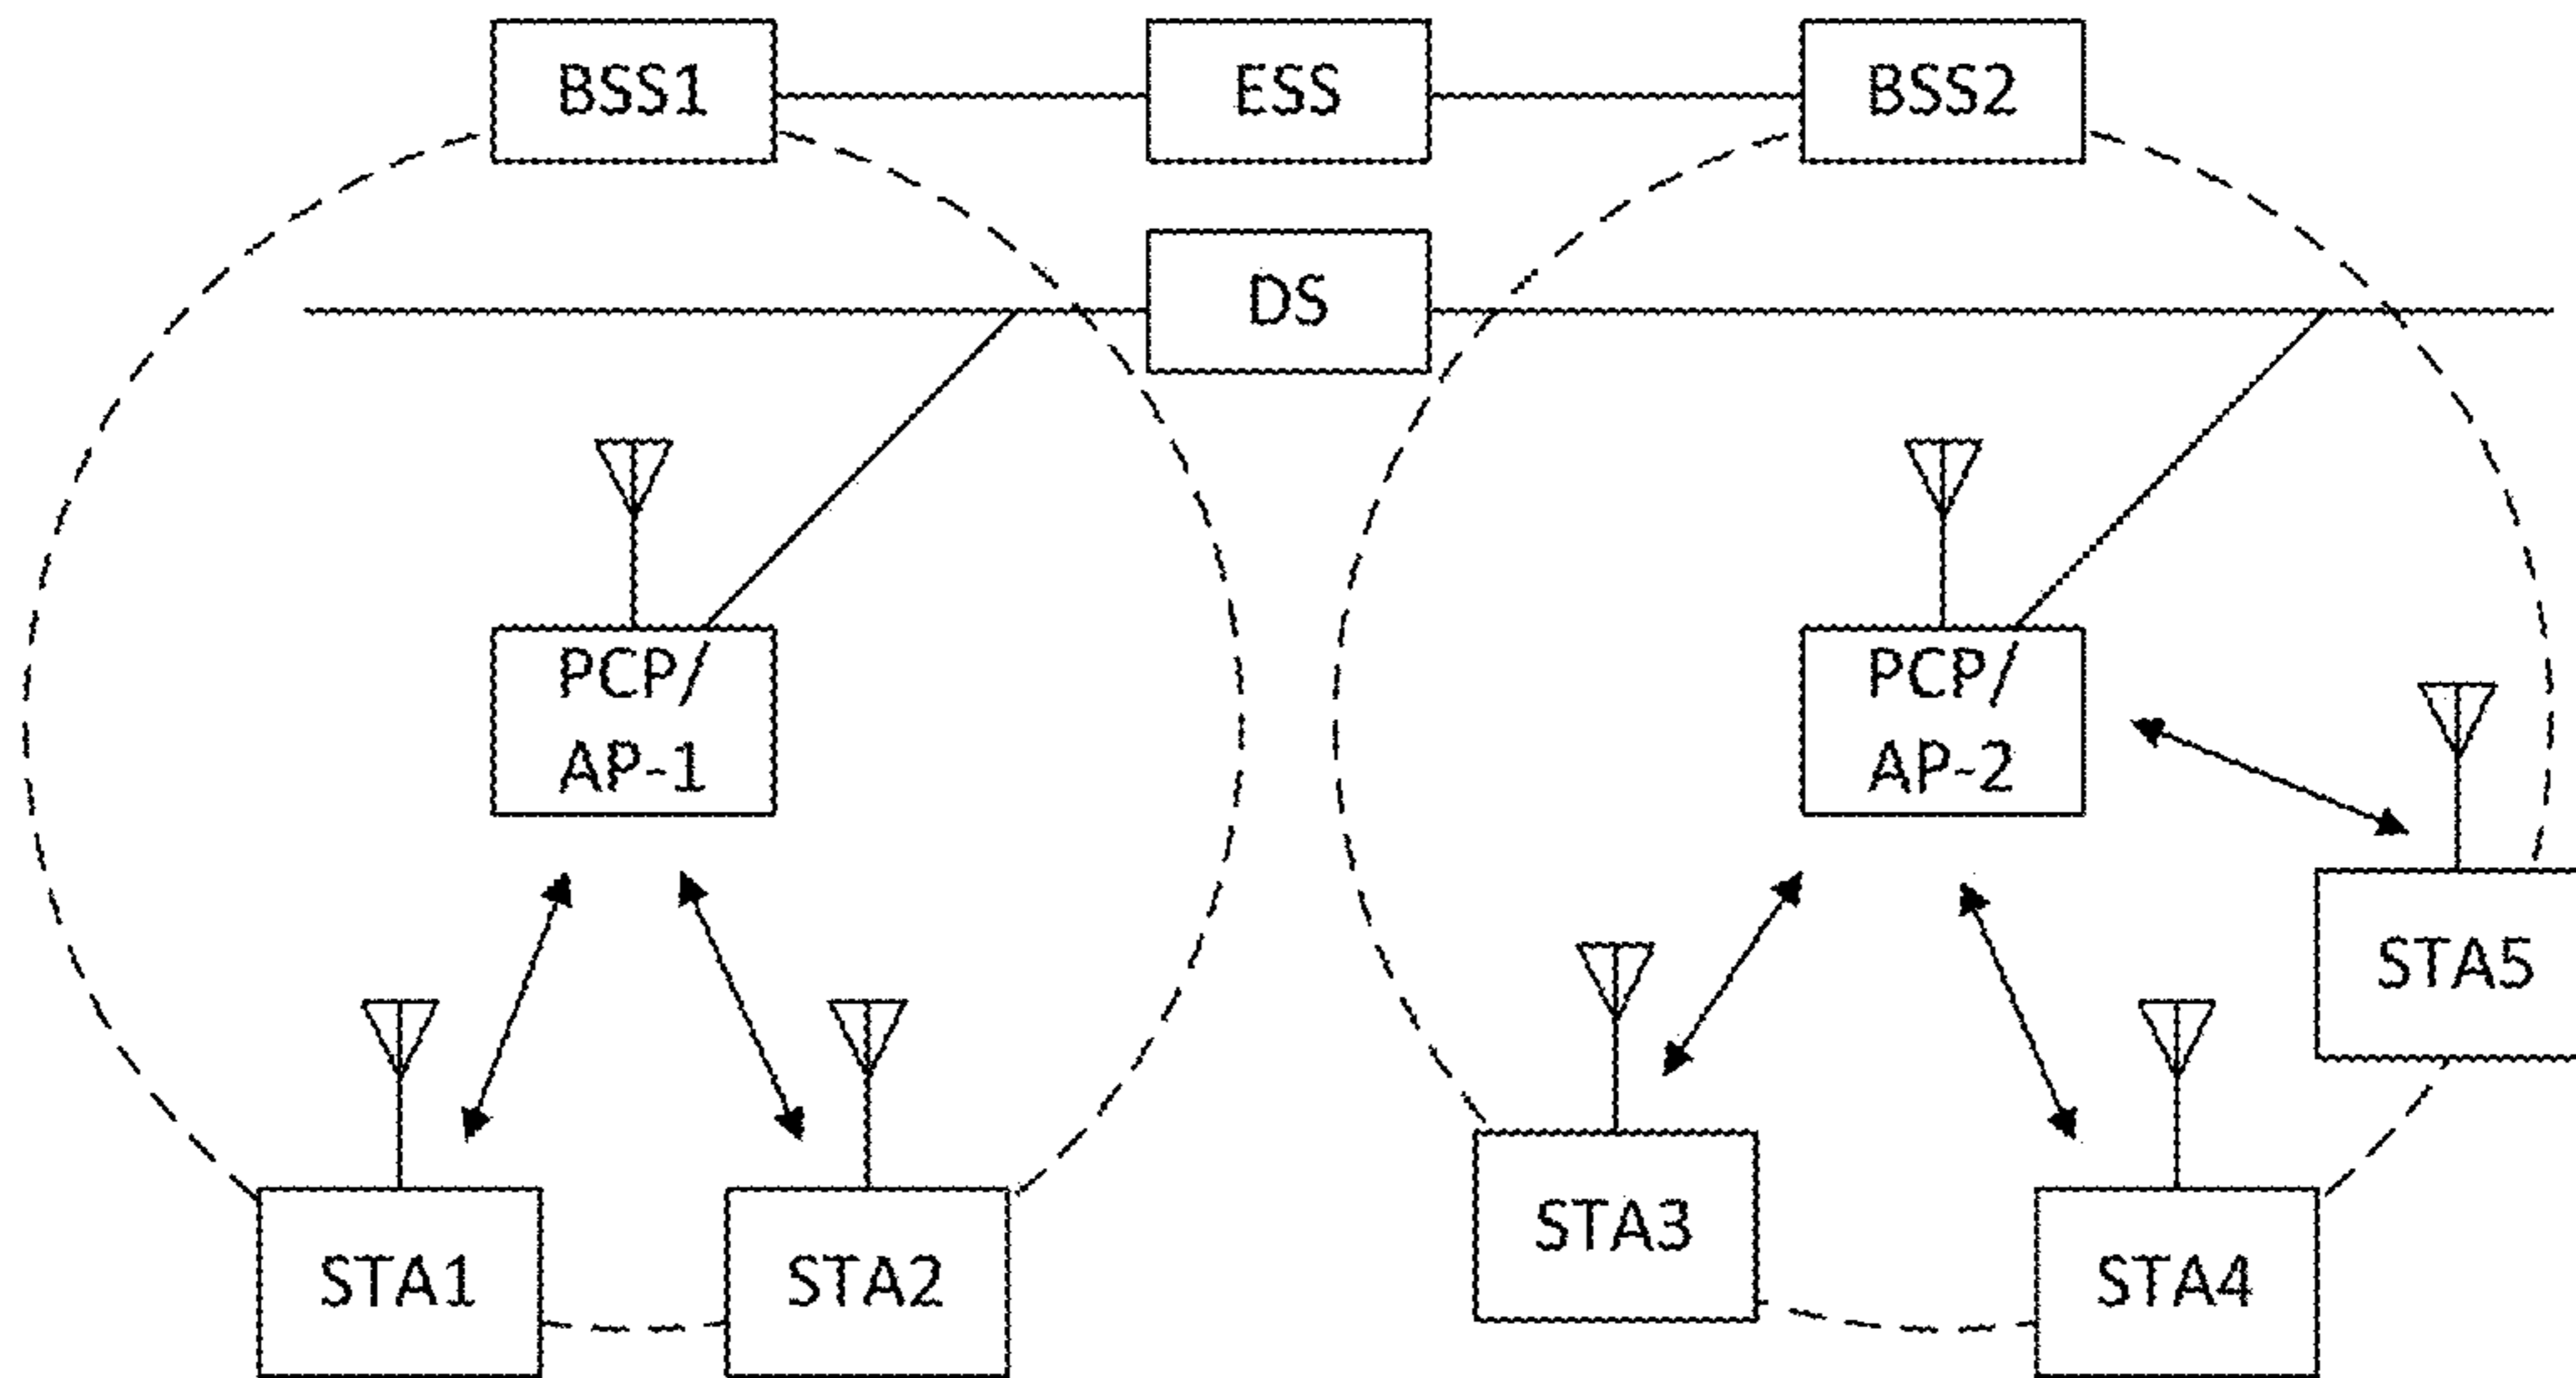 BSS1
ESS
BSS2
DS
PCP/
AP-1
PCP/
AP-2
STA5
STA3
STA1
STA2
STA4